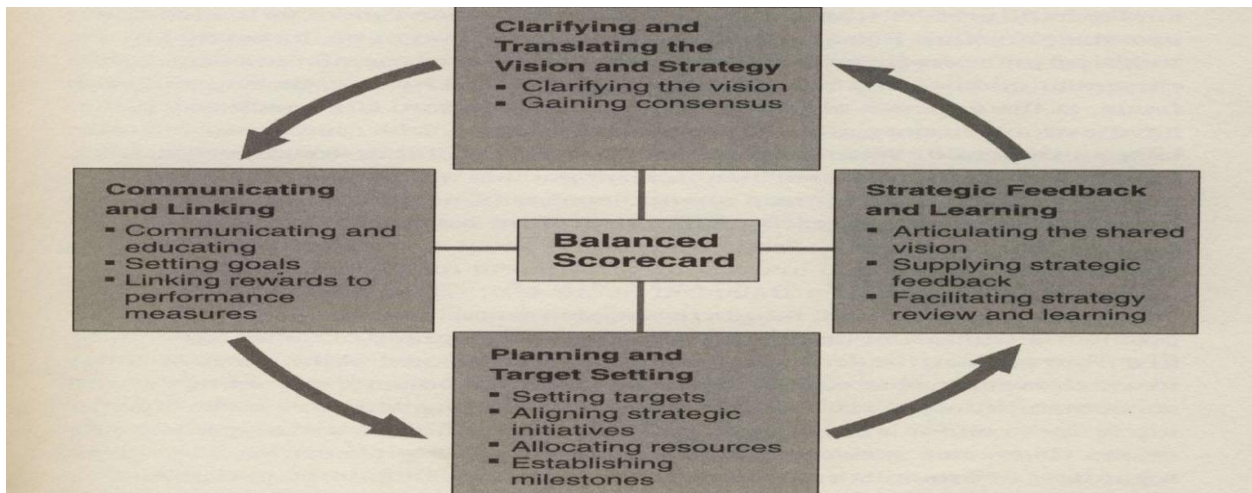 Clarifying and
Translating the
Vision and Strategy
▪ Clarifying the vision
▪ Gaining consensus
Communicating
and Linking
▪ Communicating and
educating
▪ Setting goals
▪ Linking rewards to
performance
measures
Balanced
Scorecard
Strategic Feedback
and Learning
▪ Articulating the shared
vision
▪ Supplying strategic
feedback
▪ Facilitating strategy
review and learning
Planning and
Target Setting
▪ Setting targets
▪ Aligning strategic
initiatives
▪ Allocating resources
▪ Establishing
milestones